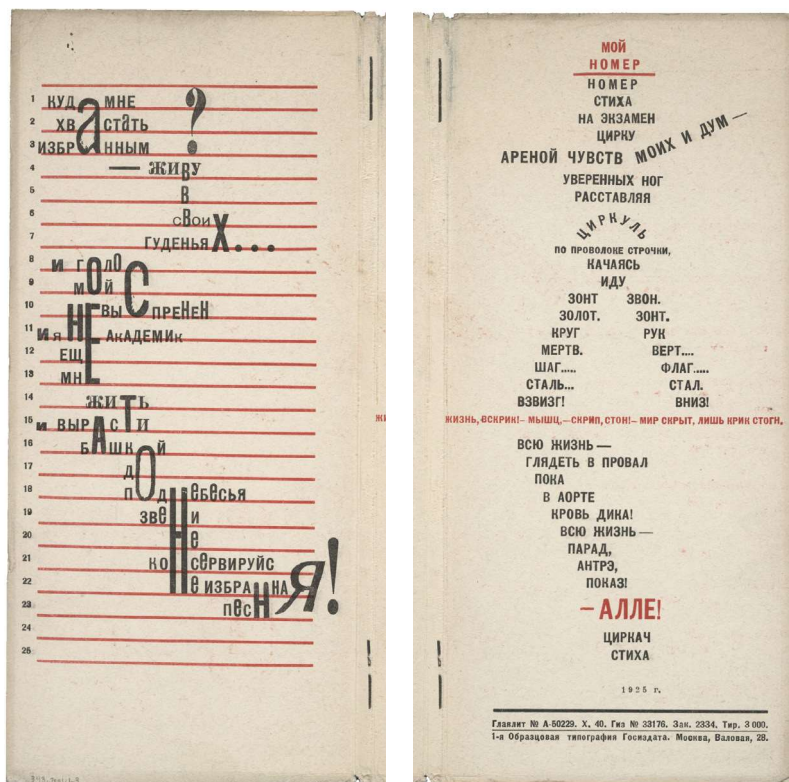 1 КУДа МНЕ ?
2 ХВаСТаТЬ
3 ИЗБРаННЫМ
4 — ЖИВУ
5 В
6 сВОИХ
7 ГУДЕНЬЯХ...
8 и ГОЛОС
9 МОЙ
10 НЕВЫСПРЕНЕН
11 и я НЕ АКАДЕМИК
12 ЕЩЕ
13 МНЕ
14 ЖИТЬ
15 и ВЫРАСТИ
16 БАШКОЙ
17 ДО
18 ПОДНЕБЕСЬЯ
19 ЗВЕНИ
20 НЕ
21 КОНСЕРВИРУЙСЯ
22 НЕИЗБРАННАЯ
23 ПЕСНЯ!
24
25
ЖИ
МОЙ
НОМЕР
НОМЕР
СТИХА
НА ЭКЗАМЕН
ЦИРКУ
АРЕНОЙ ЧУВСТВ МОИХ И ДУМ —
УВЕРЕННЫХ НОГ
РАССТАВЛЯЯ
ЦИРКУЛЬ
ПО ПРОВОЛОКЕ СТРОЧКИ,
КАЧАЯСЬ
ИДУ
ЗОНТ ЗВОН.
ЗОЛОТ. ЗОНТ.
КРУГ РУК
МЕРТВ. ВЕРТ....
ШАГ..... ФЛАГ.....
СТАЛЬ... СТАЛ.
ВЗВИЗГ! ВНИЗ!
ЖИЗНЬ, ВСКРИК!— МЫШЦ,—СКРИП, СТОН!— МИР СКРЫТ, ЛИШЬ КРИК СТОГН.
ВСЮ ЖИЗНЬ —
ГЛЯДЕТЬ В ПРОВАЛ
ПОКА
В АОРТЕ
КРОВЬ ДИКА!
ВСЮ ЖИЗНЬ —
ПАРАД,
АНТРЭ,
ПОКАЗ!
— АЛЛЕ!
ЦИРКАЧ
СТИХА
1925 г.
Главлит № А-50229. X. 40. Гиз № 33176. Зак. 2334. Тир. 3 000.
1-я Образцовая типография Госиздата. Москва, Валовая, 28.